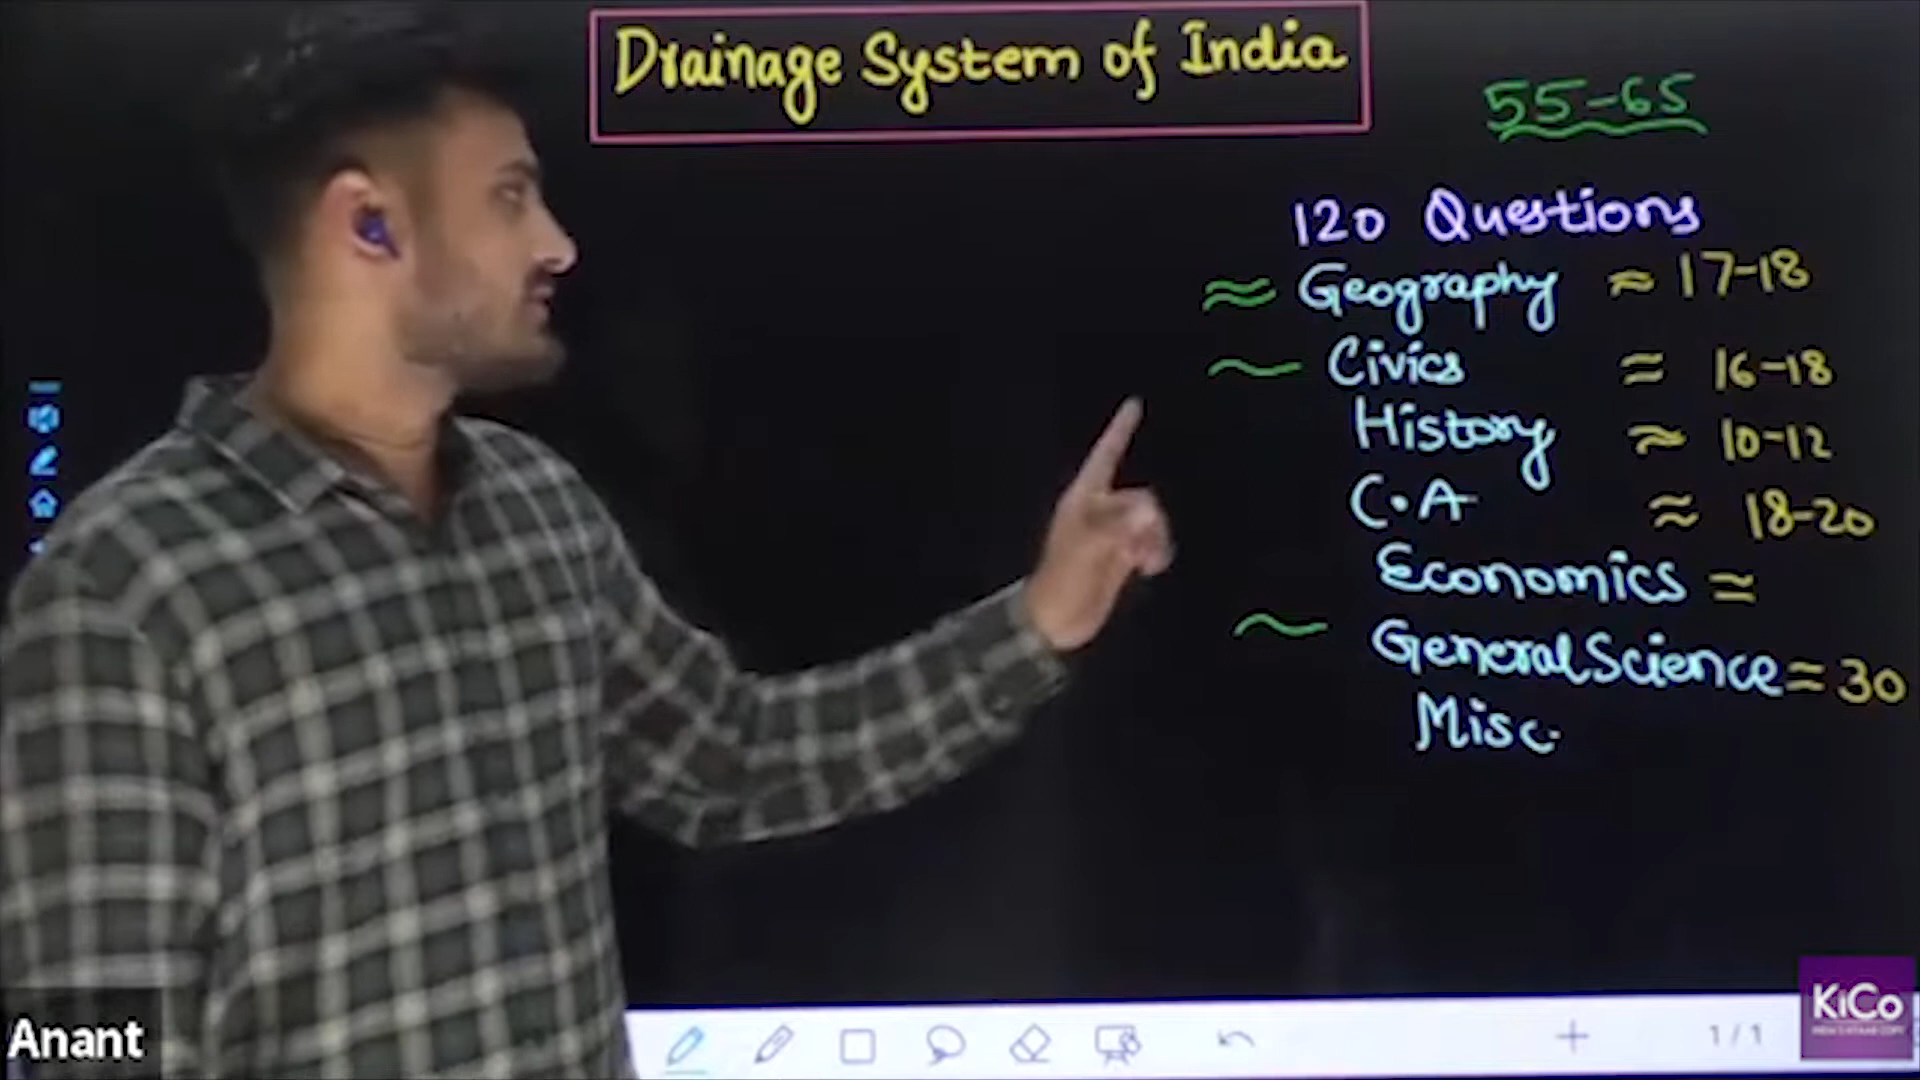 Drainage System of India
55-65
120 Questions
≈ Geography ≈ 17-18
~ Civics ≈ 16-18
History ≈ 10-12
C.A ≈ 18-20
Economics ≈
~ General Science ≈ 30
Misc.
Anant
1/1
KiCo